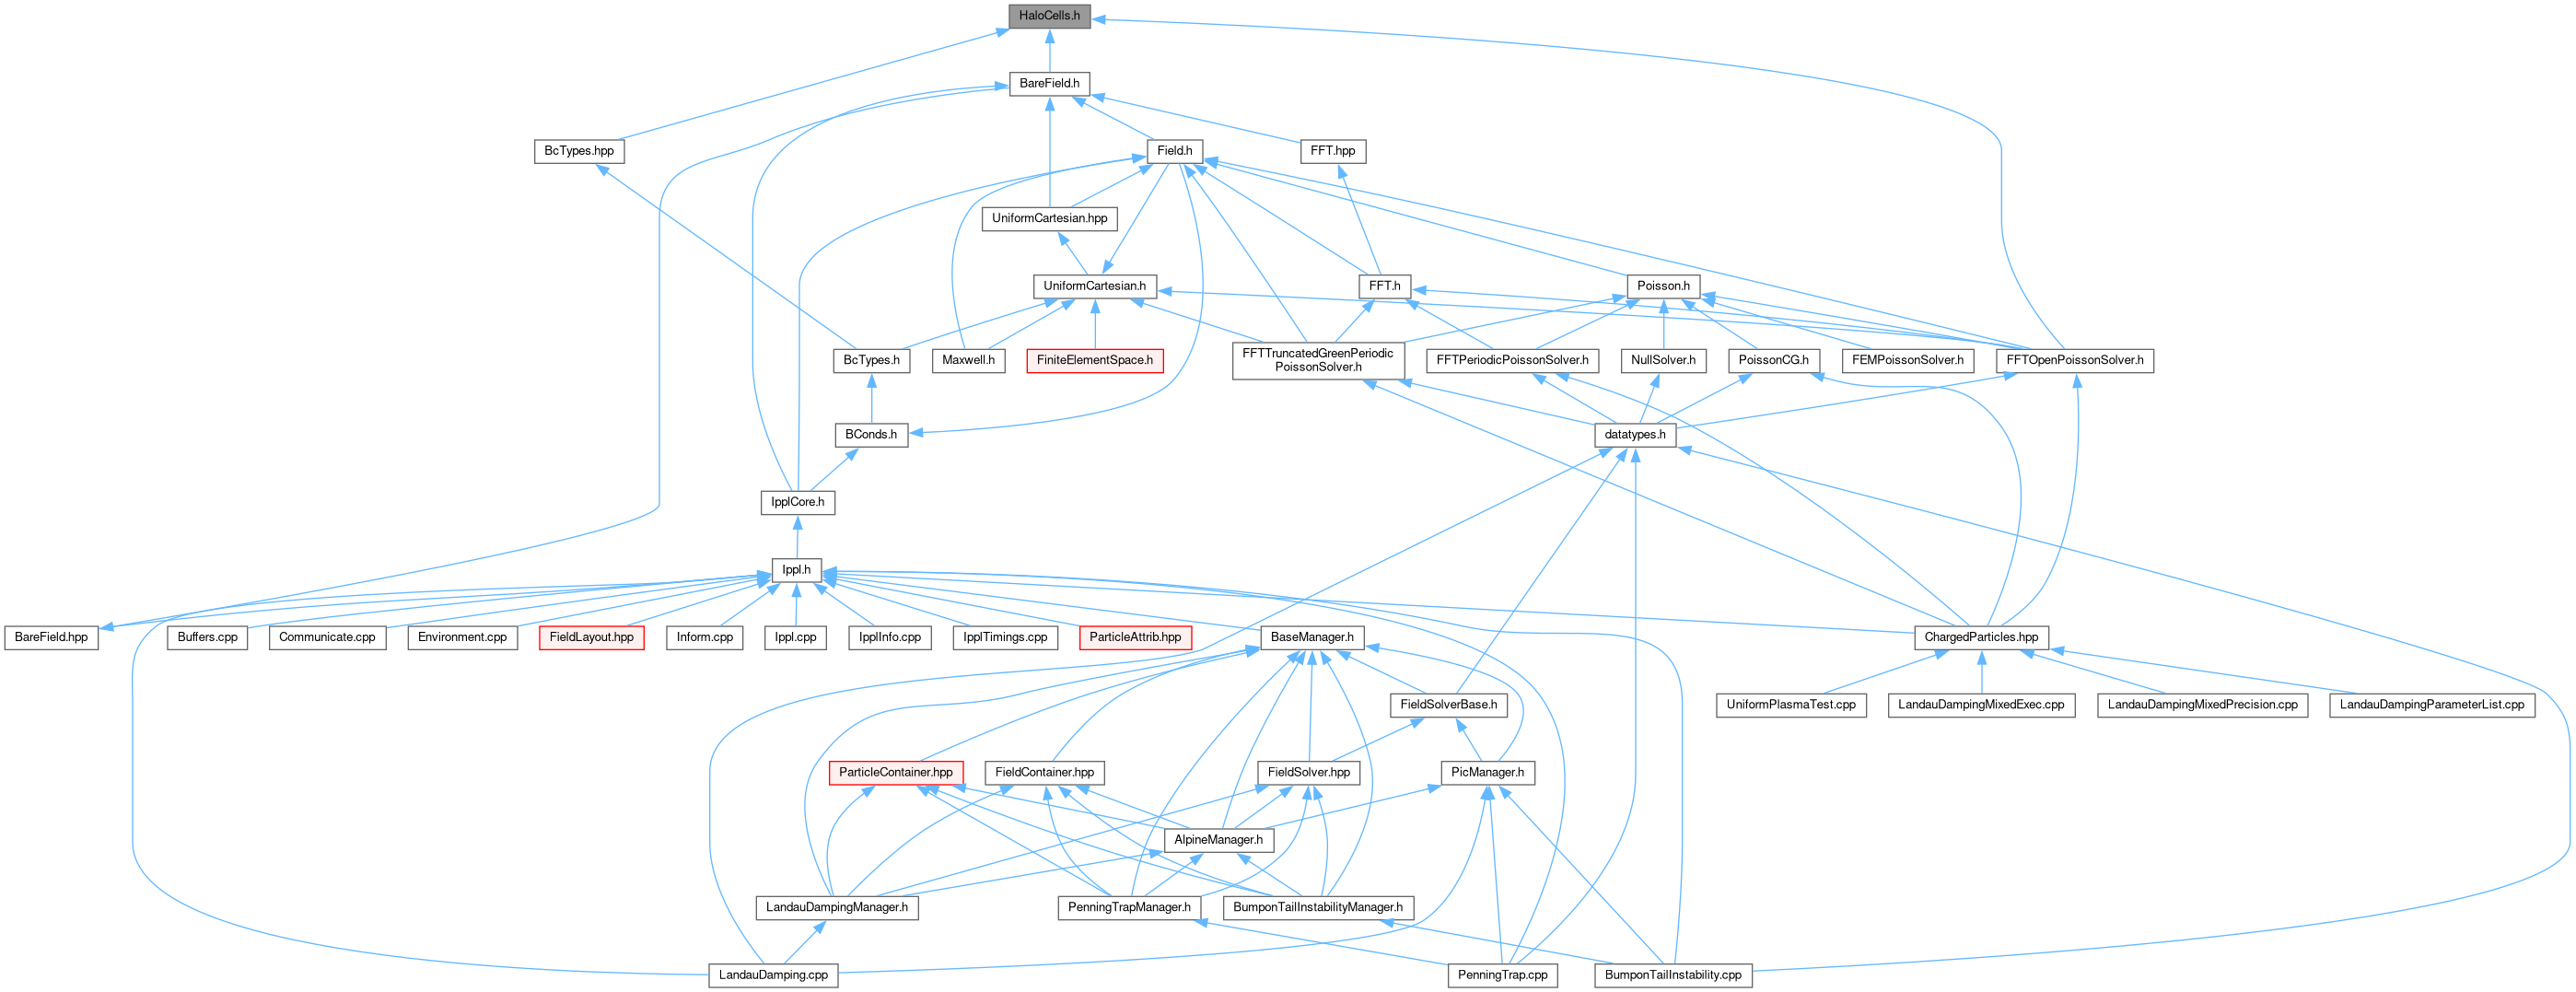 HaloCells.h
BareField.h
BcTypes.hpp
Field.h
FFT.hpp
UniformCartesian.hpp
UniformCartesian.h
FFT.h
Poisson.h
BcTypes.h
Maxwell.h
FiniteElementSpace.h
FFTTruncatedGreenPeriodic
PoissonSolver.h
FFTPeriodicPoissonSolver.h
NullSolver.h
PoissonCG.h
FEMPoissonSolver.h
FFTOpenPoissonSolver.h
BConds.h
datatypes.h
IpplCore.h
Ippl.h
BareField.hpp
Buffers.cpp
Communicate.cpp
Environment.cpp
FieldLayout.hpp
Inform.cpp
Ippl.cpp
IpplInfo.cpp
IpplTimings.cpp
ParticleAttrib.hpp
BaseManager.h
ChargedParticles.hpp
FieldSolverBase.h
UniformPlasmaTest.cpp
LandauDampingMixedExec.cpp
LandauDampingMixedPrecision.cpp
LandauDampingParameterList.cpp
ParticleContainer.hpp
FieldContainer.hpp
FieldSolver.hpp
PicManager.h
AlpineManager.h
LandauDampingManager.h
PenningTrapManager.h
BumponTailInstabilityManager.h
LandauDamping.cpp
PenningTrap.cpp
BumponTailInstability.cpp